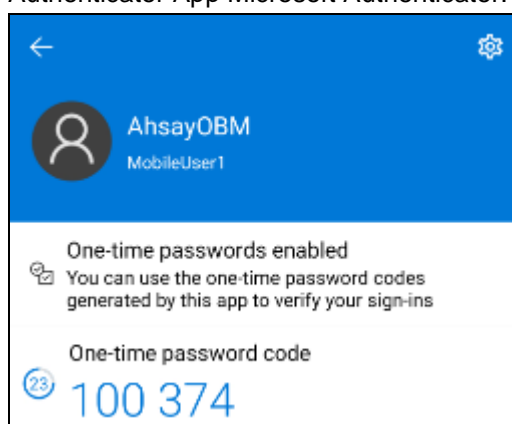 Authenticator App Microsoft Authenticator.
AhsayOBM
MobileUser1
One-time passwords enabled
You can use the one-time password codes
generated by this app to verify your sign-ins
One-time password code
23
100 374